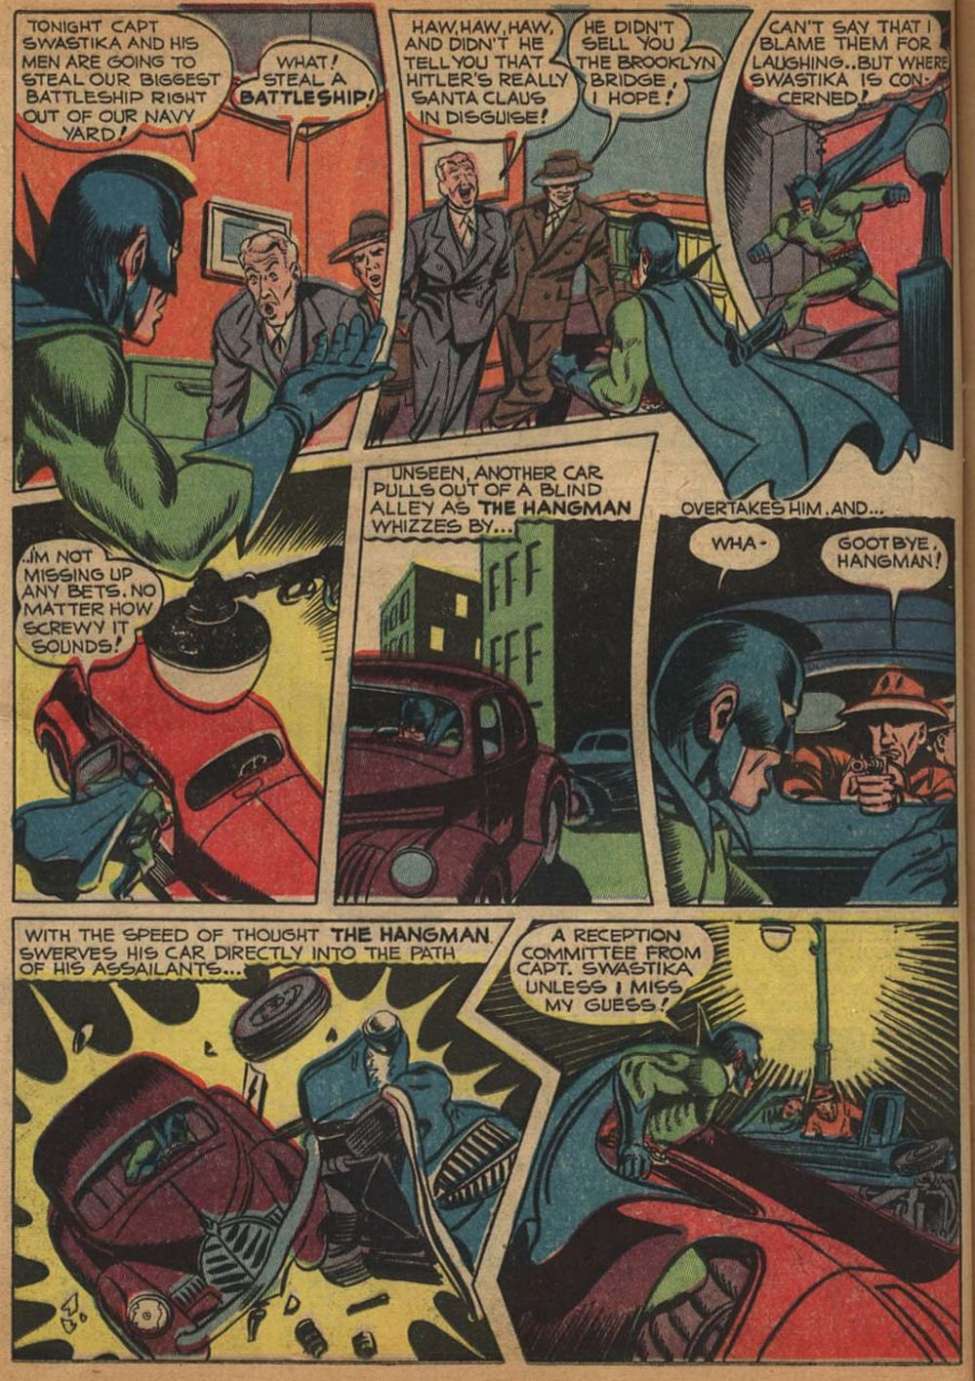 TONIGHT CAPT
SWASTIKA AND HIS
MEN ARE GOING TO
STEAL OUR BIGGEST
BATTLESHIP RIGHT
OUT OF OUR NAVY
YARD!
WHAT!
STEAL A
BATTLESHIP!
HAW, HAW, HAW,
AND DIDN'T HE
TELL YOU THAT
HITLER'S REALLY
SANTA CLAUS
IN DISGUISE!
HE DIDN'T
SELL YOU
THE BROOKLYN
BRIDGE,
I HOPE!
CAN'T SAY THAT I
BLAME THEM FOR
LAUGHING..BUT WHERE
SWASTIKA IS CON-
CERNED!
..I'M NOT
MISSING UP
ANY BETS. NO
MATTER HOW
SCREWY IT
SOUNDS!
UNSEEN, ANOTHER CAR
PULLS OUT OF A BLIND
ALLEY AS THE HANGMAN
WHIZZES BY...
OVERTAKES HIM, AND...
WHA-
GOOTBYE,
HANGMAN!
WITH THE SPEED OF THOUGHT THE HANGMAN
SWERVES HIS CAR DIRECTLY INTO THE PATH
OF HIS ASSAILANTS...
A RECEPTION
COMMITTEE FROM
CAPT. SWASTIKA
UNLESS I MISS
MY GUESS!